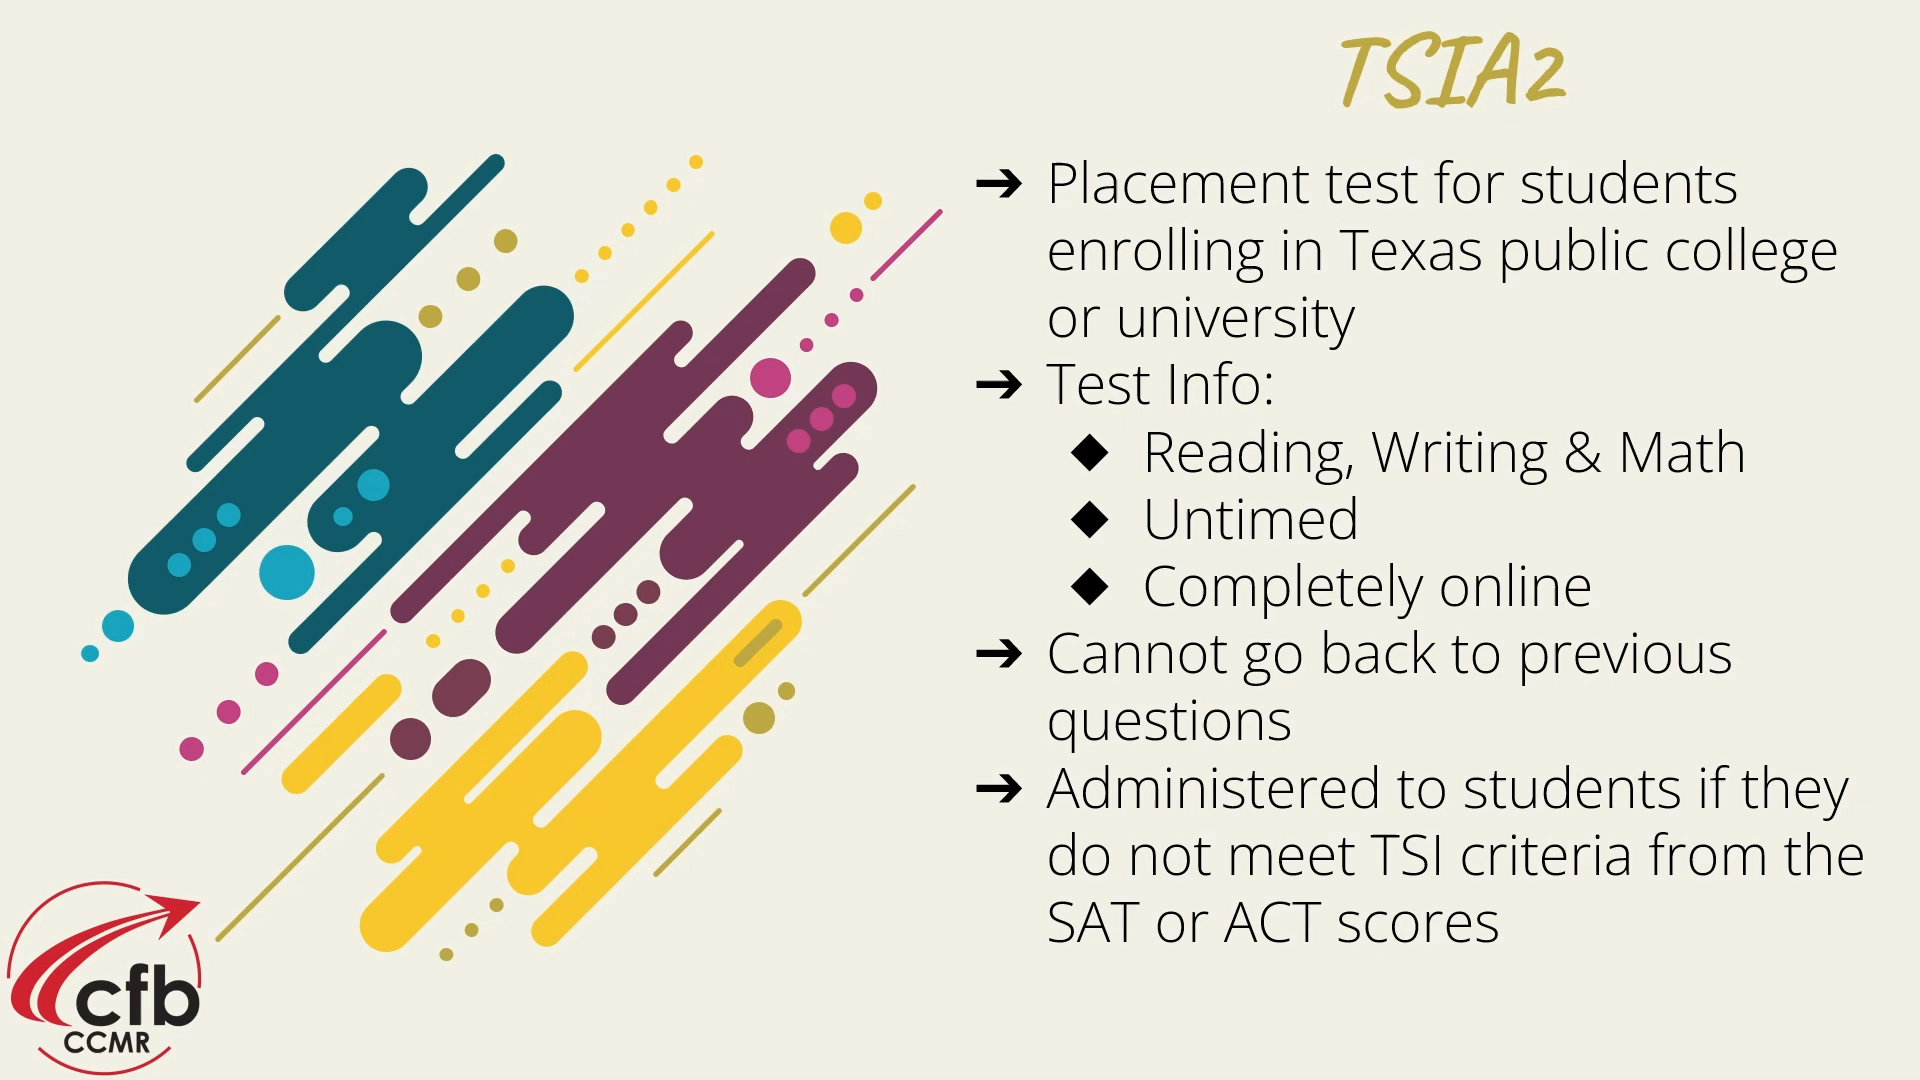 TSIA2
➔ Placement test for students
enrolling in Texas public college
or university
➔ Test Info:
◆ Reading, Writing & Math
◆ Untimed
◆ Completely online
➔ Cannot go back to previous
questions
➔ Administered to students if they
do not meet TSI criteria from the
SAT or ACT scores
cfb
CCMR